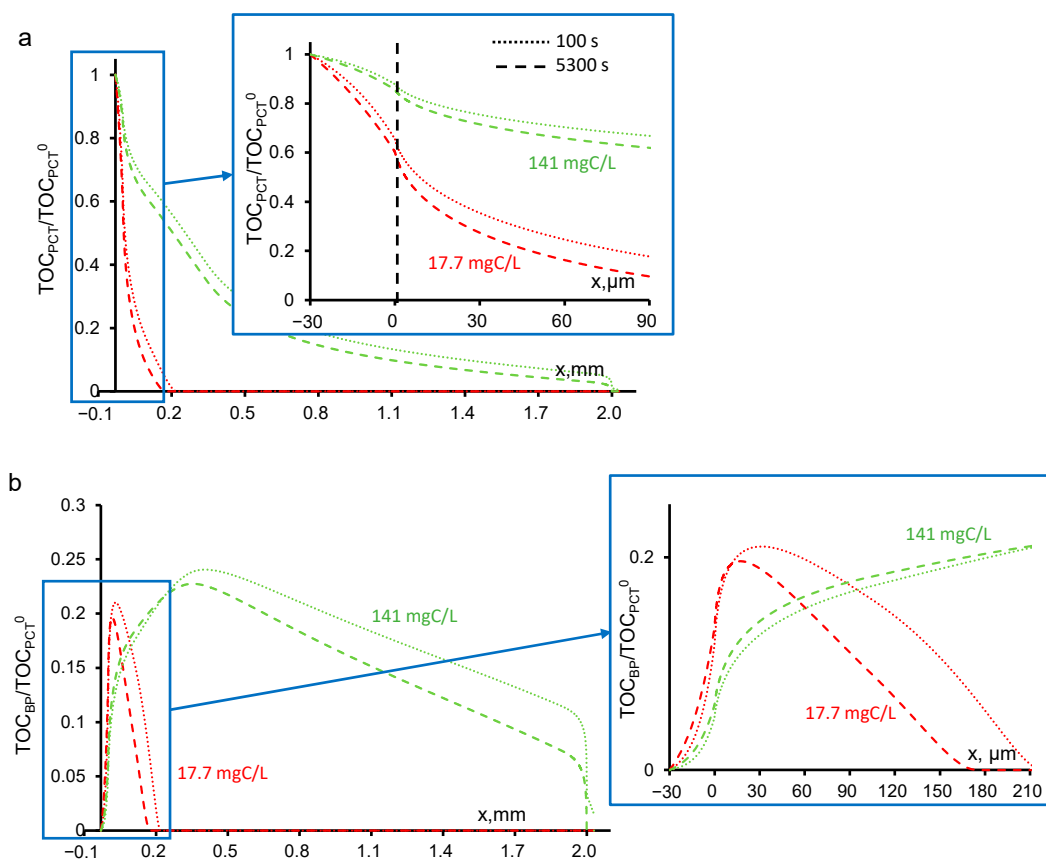 a
1
0.8
0.6
0.4
0.2
0
TOC_PCT/TOC_PCT^0
−0.1 0.2 0.5 0.8 1.1 1.4 1.7 2.0
x,mm
1
0.8
0.6
0.4
0.2
0
TOC_PCT/TOC_PCT^0
100 s
5300 s
141 mgC/L
17.7 mgC/L
x,µm
−30 0 30 60 90
b
0.3
0.25
0.2
0.15
0.1
0.05
0
TOC_BP/TOC_PCT^0
141 mgC/L
17.7 mgC/L
x,mm
−0.1 0.2 0.5 0.8 1.1 1.4 1.7 2.0
0.2
0
TOC_BP/TOC_PCT^0
141 mgC/L
17.7 mgC/L
x, µm
−30 0 30 60 90 120 150 180 210